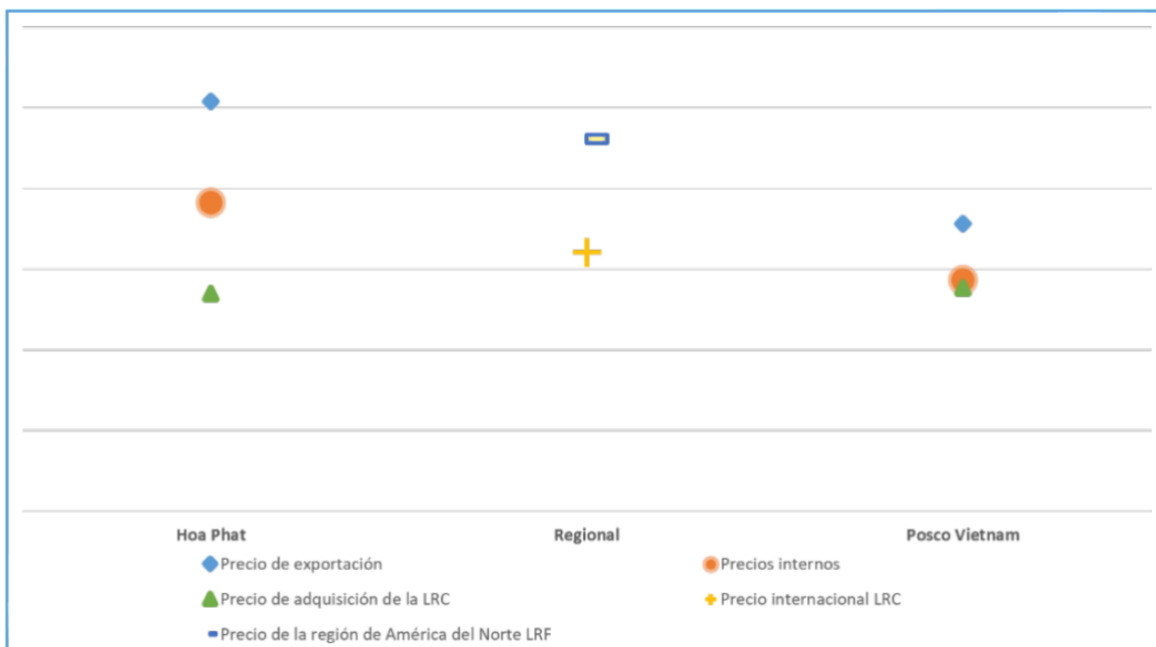 Hoa Phat Regional Posco Vietnam
Precio de exportación Precios internos
Precio de adquisición de la LRC Precio internacional LRC
Precio de la región de América del Norte LRF